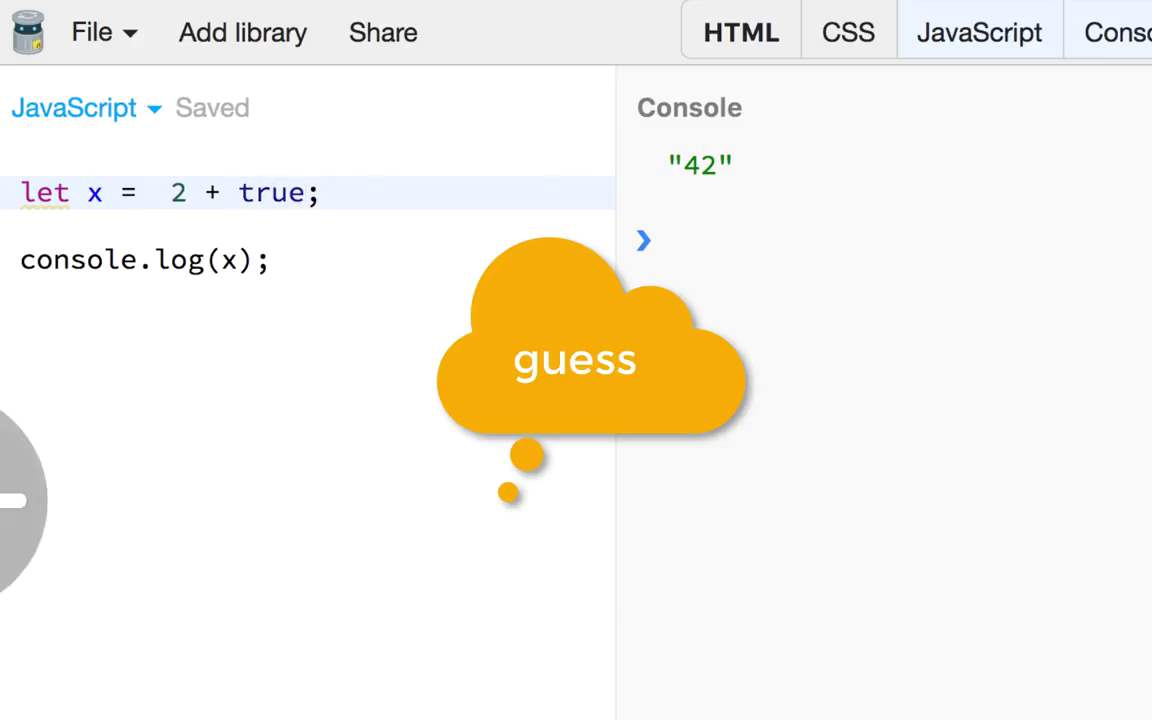 File Add library Share HTML CSS JavaScript Conso
JavaScript Saved
Console
"42"
let x =  2 + true;
console.log(x);
guess